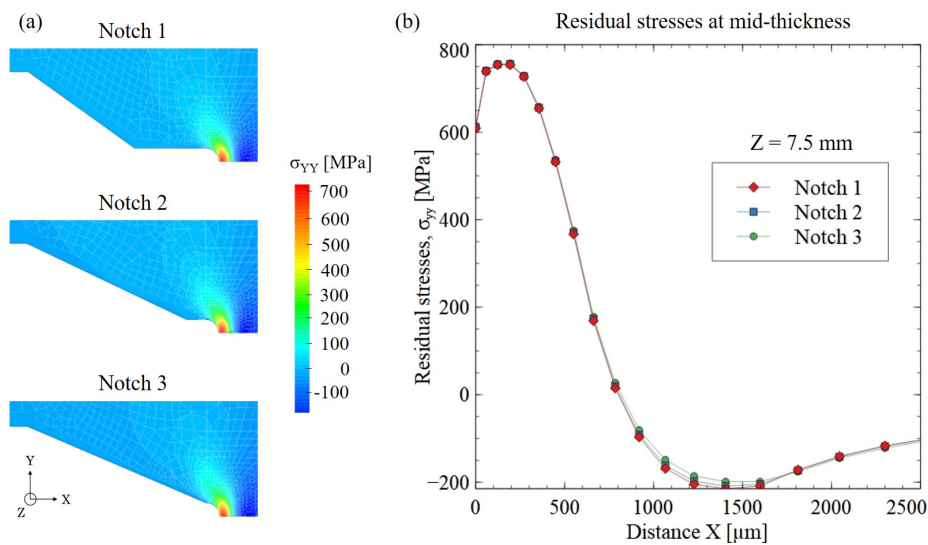 (a)
Notch 1
Notch 2
Notch 3
σYY [MPa]
700
600
500
400
300
200
100
0
-100
Y
X
Z
(b)
Residual stresses at mid-thickness
800
600
400
200
0
−200
Residual stresses, σyy [MPa]
Z = 7.5 mm
Notch 1
Notch 2
Notch 3
0
500
1000
1500
2000
2500
Distance X [µm]